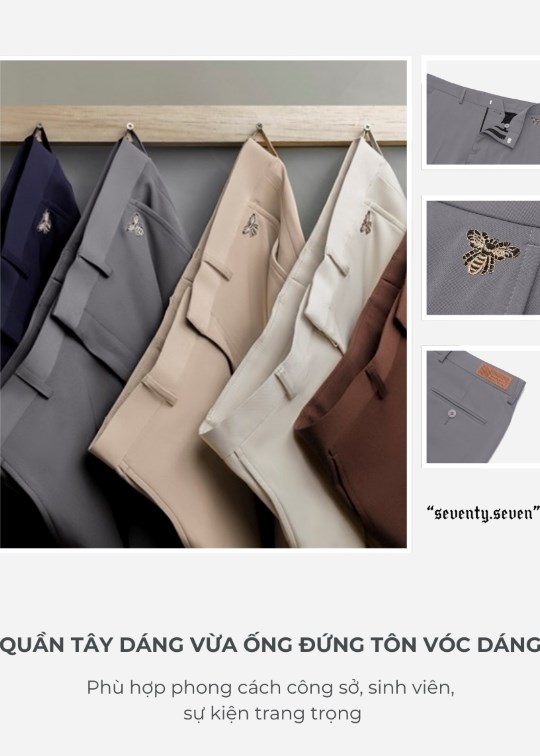 “seventy.seven”
QUẦN TÂY DÁNG VỪA ỐNG ĐỨNG TÔN VÓC DÁNG
Phù hợp phong cách công sở, sinh viên,
sự kiện trang trọng